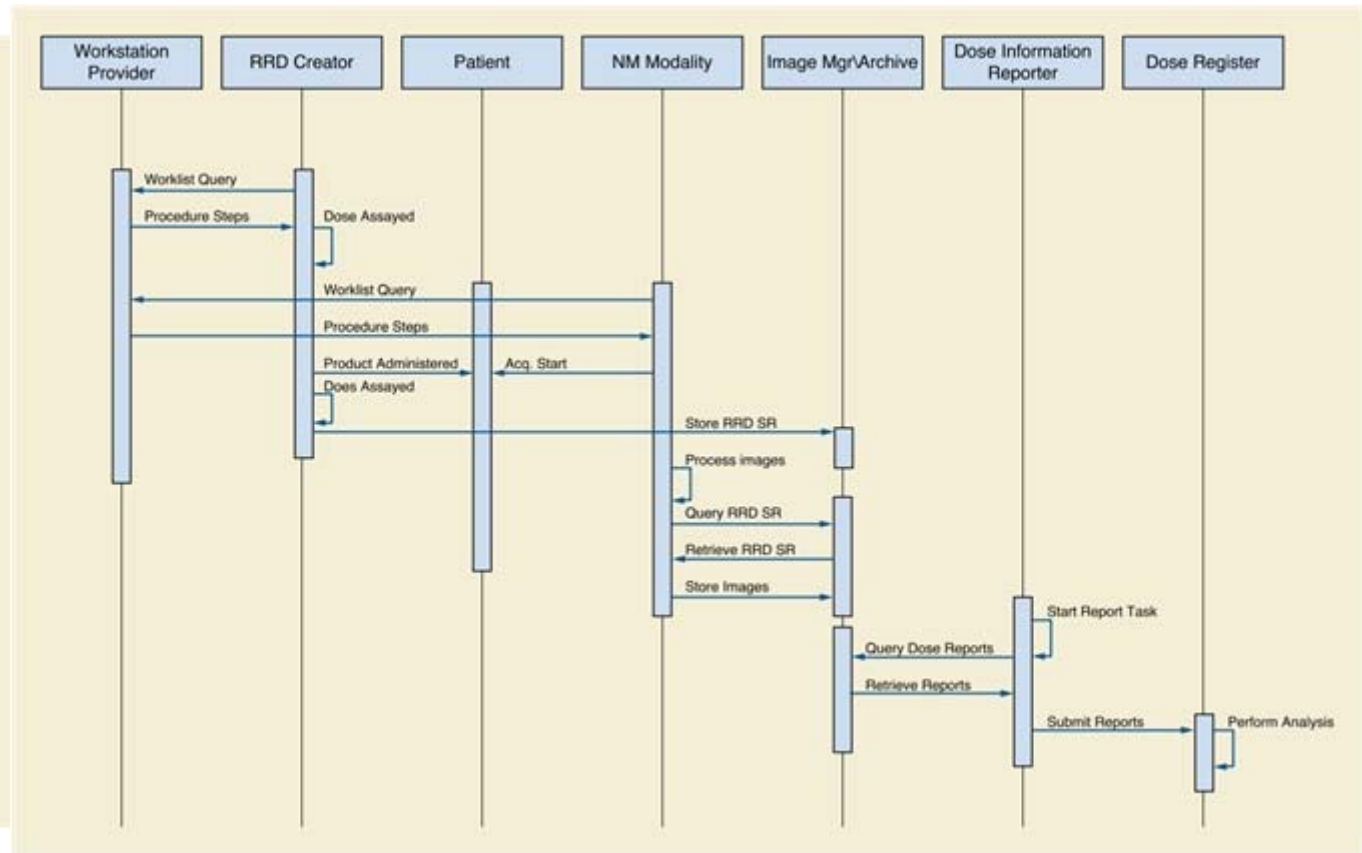 Workstation
Provider
RRD Creator
Patient
NM Modality
Image Mgr\Archive
Dose Information
Reporter
Dose Register
Worklist Query
Procedure Steps
Dose Assayed
Worklist Query
Procedure Steps
Product Administered
Acq. Start
Does Assayed
Store RRD SR
Process images
Query RRD SR
Retrieve RRD SR
Store Images
Start Report Task
Query Dose Reports
Retrieve Reports
Submit Reports
Perform Analysis